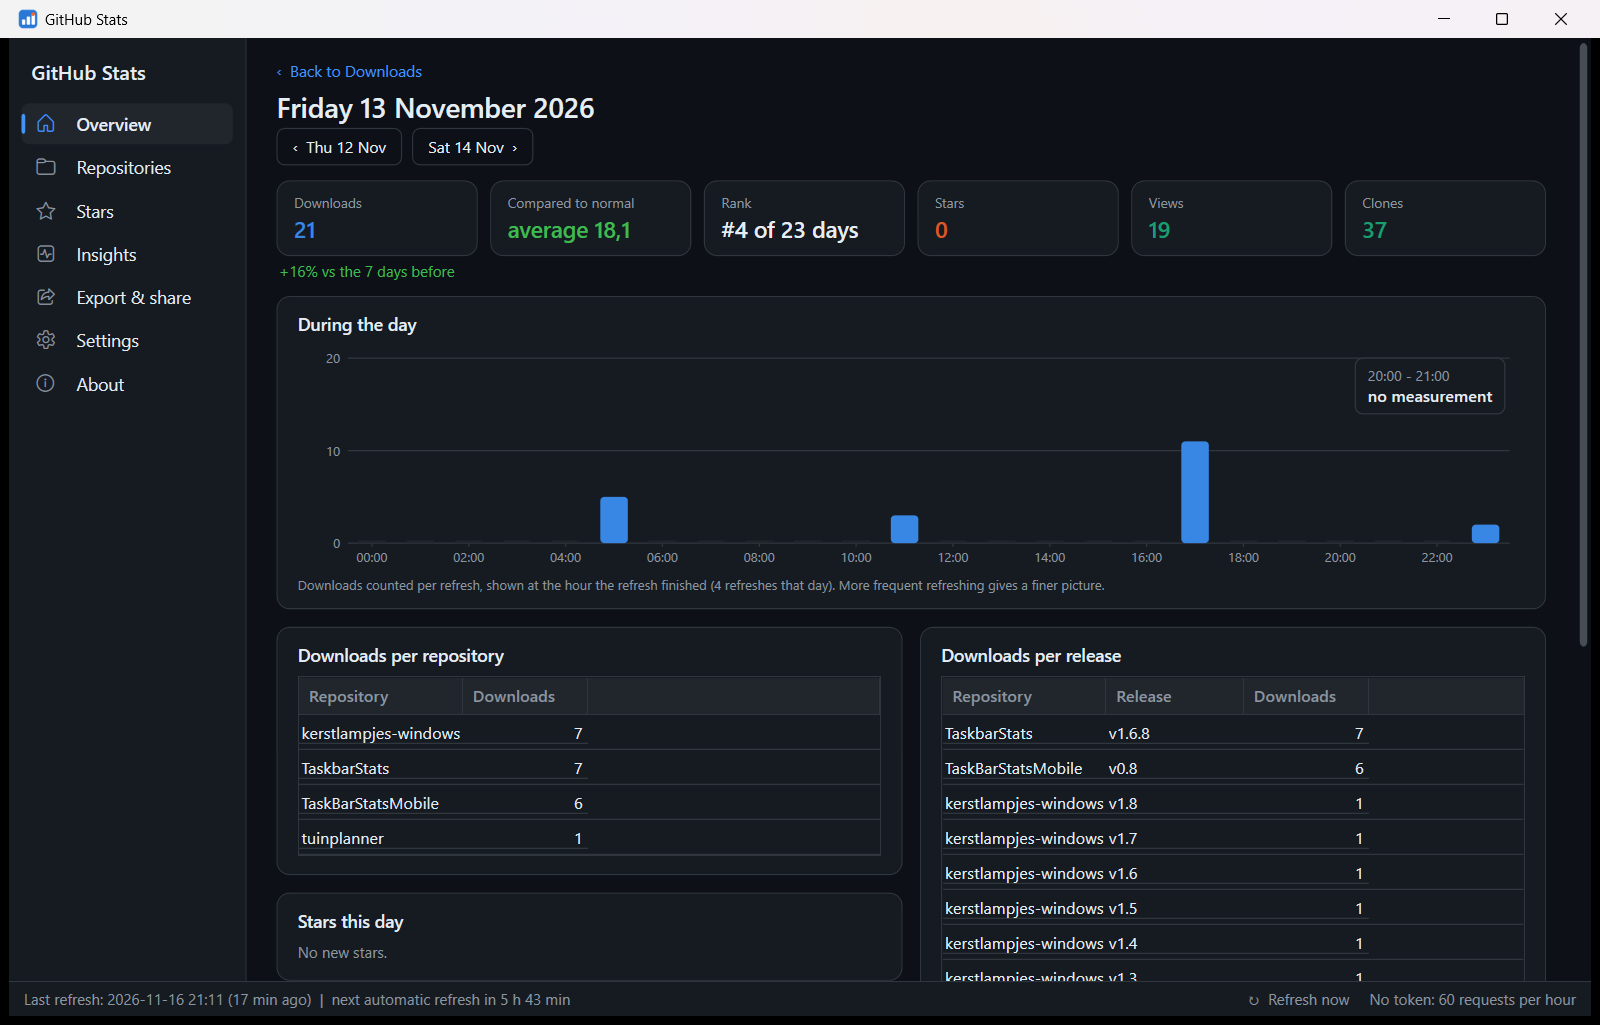 GitHub Stats
GitHub Stats
Overview
Repositories
Stars
Insights
Export & share
Settings
About
‹ Back to Downloads
Friday 13 November 2026
‹ Thu 12 Nov
Sat 14 Nov ›
Downloads
21
Compared to normal
average 18,1
Rank
#4 of 23 days
Stars
0
Views
19
Clones
37
+16% vs the 7 days before
During the day
20
10
0
20:00 - 21:00
no measurement
00:00 02:00 04:00 06:00 08:00 10:00 12:00 14:00 16:00 18:00 20:00 22:00
Downloads counted per refresh, shown at the hour the refresh finished (4 refreshes that day). More frequent refreshing gives a finer picture.
Downloads per repository
Repository Downloads
kerstlampjes-windows 7
TaskbarStats 7
TaskBarStatsMobile 6
tuinplanner 1
Stars this day
No new stars.
Downloads per release
Repository Release Downloads
TaskbarStats v1.6.8 7
TaskBarStatsMobile v0.8 6
kerstlampjes-windows v1.8 1
kerstlampjes-windows v1.7 1
kerstlampjes-windows v1.6 1
kerstlampjes-windows v1.5 1
kerstlampjes-windows v1.4 1
kerstlampjes-windows v1.3 1
Last refresh: 2026-11-16 21:11 (17 min ago) | next automatic refresh in 5 h 43 min
↻ Refresh now
No token: 60 requests per hour